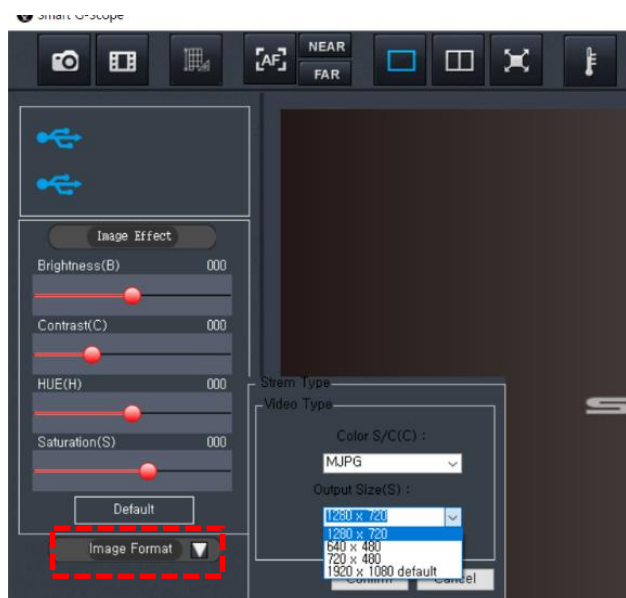 Smart G-Scope
[AF]
NEAR
FAR
Image Effect
Brightness(B) 000
Contrast(C) 000
HUE(H) 000
Saturation(S) 000
Default
Image Format
Strem Type
Video Type
Color S/C(C) :
MJPG
Output Size(S) :
1280 x 720
1280 x 720
640 x 480
720 x 480
1920 x 1080 default
Confirm Cancel
S